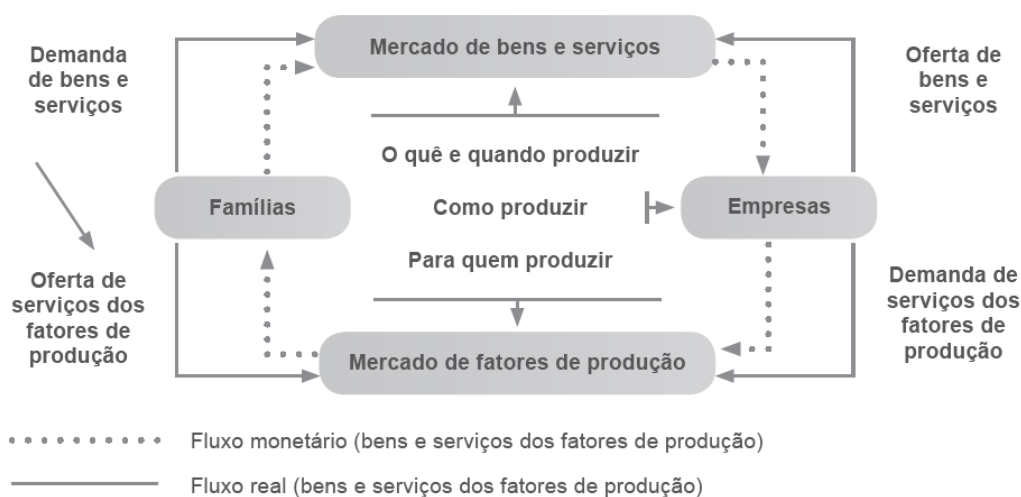 Mercado de bens e serviços
Demanda
de bens e
serviços
Oferta de
bens e
serviços
O quê e quando produzir
Famílias
Como produzir
Empresas
Para quem produzir
Oferta de
serviços dos
fatores de
produção
Demanda de
serviços dos
fatores de
produção
Mercado de fatores de produção
Fluxo monetário (bens e serviços dos fatores de produção)
Fluxo real (bens e serviços dos fatores de produção)